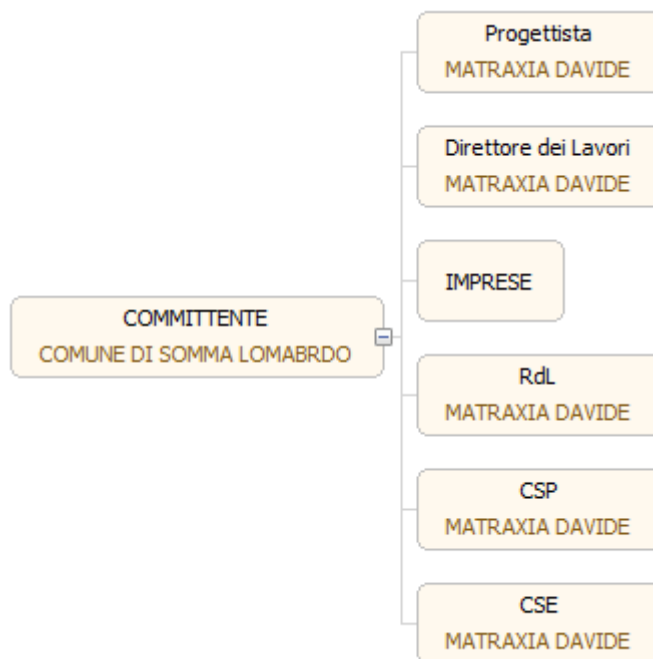 Progettista
MATRAXIA DAVIDE
Direttore dei Lavori
MATRAXIA DAVIDE
IMPRESE
COMMITTENTE
COMUNE DI SOMMA LOMABRDO
RdL
MATRAXIA DAVIDE
CSP
MATRAXIA DAVIDE
CSE
MATRAXIA DAVIDE